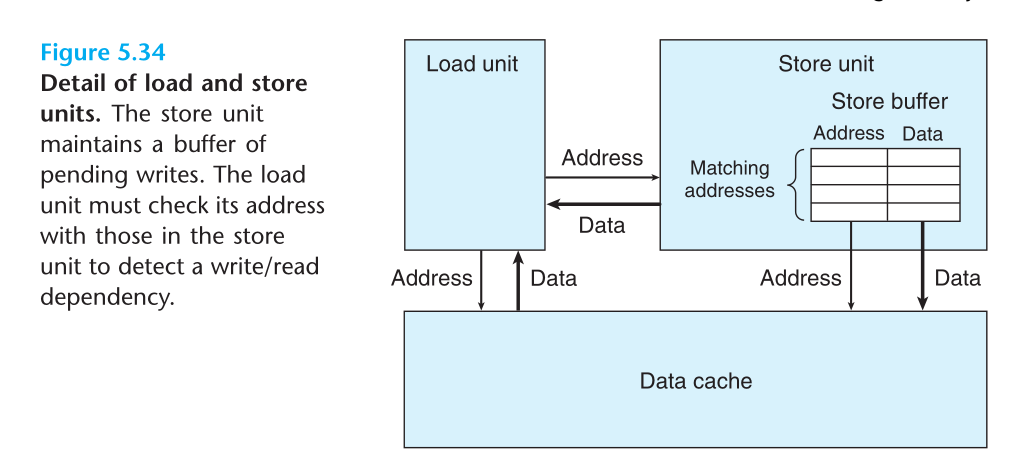 Figure 5.34
Detail of load and store
units. The store unit
maintains a buffer of
pending writes. The load
unit must check its address
with those in the store
unit to detect a write/read
dependency.
Load unit
Store unit
Store buffer
Address Data
Matching
addresses
Address
Data
Address
Data
Address
Data
Data cache